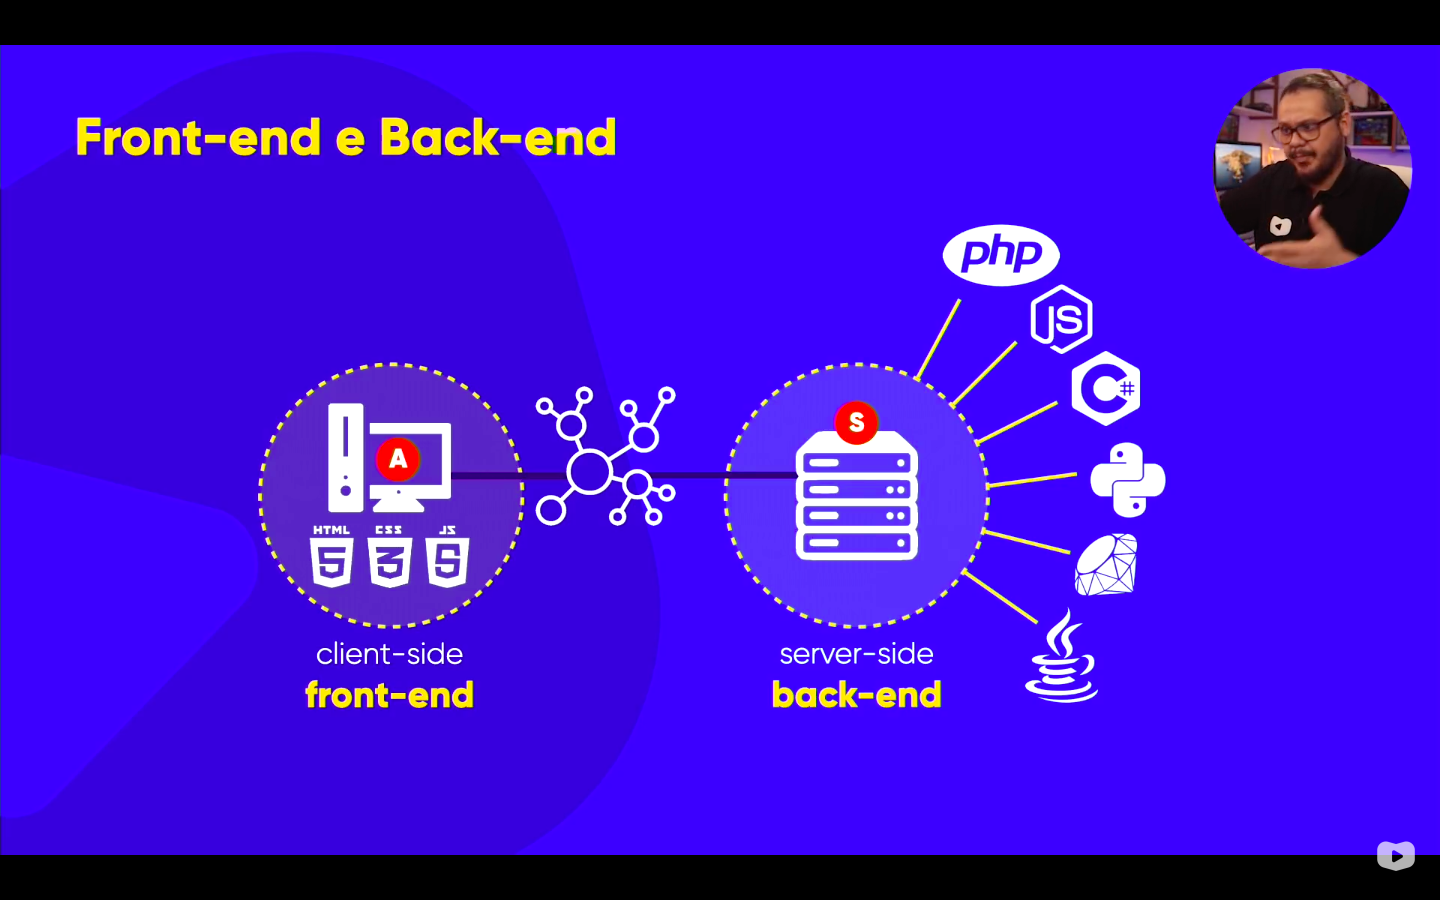 Front-end e Back-end
php
JS
C#
S
A
HTML
CSS
JS
5
3
S
client-side
server-side
front-end
back-end